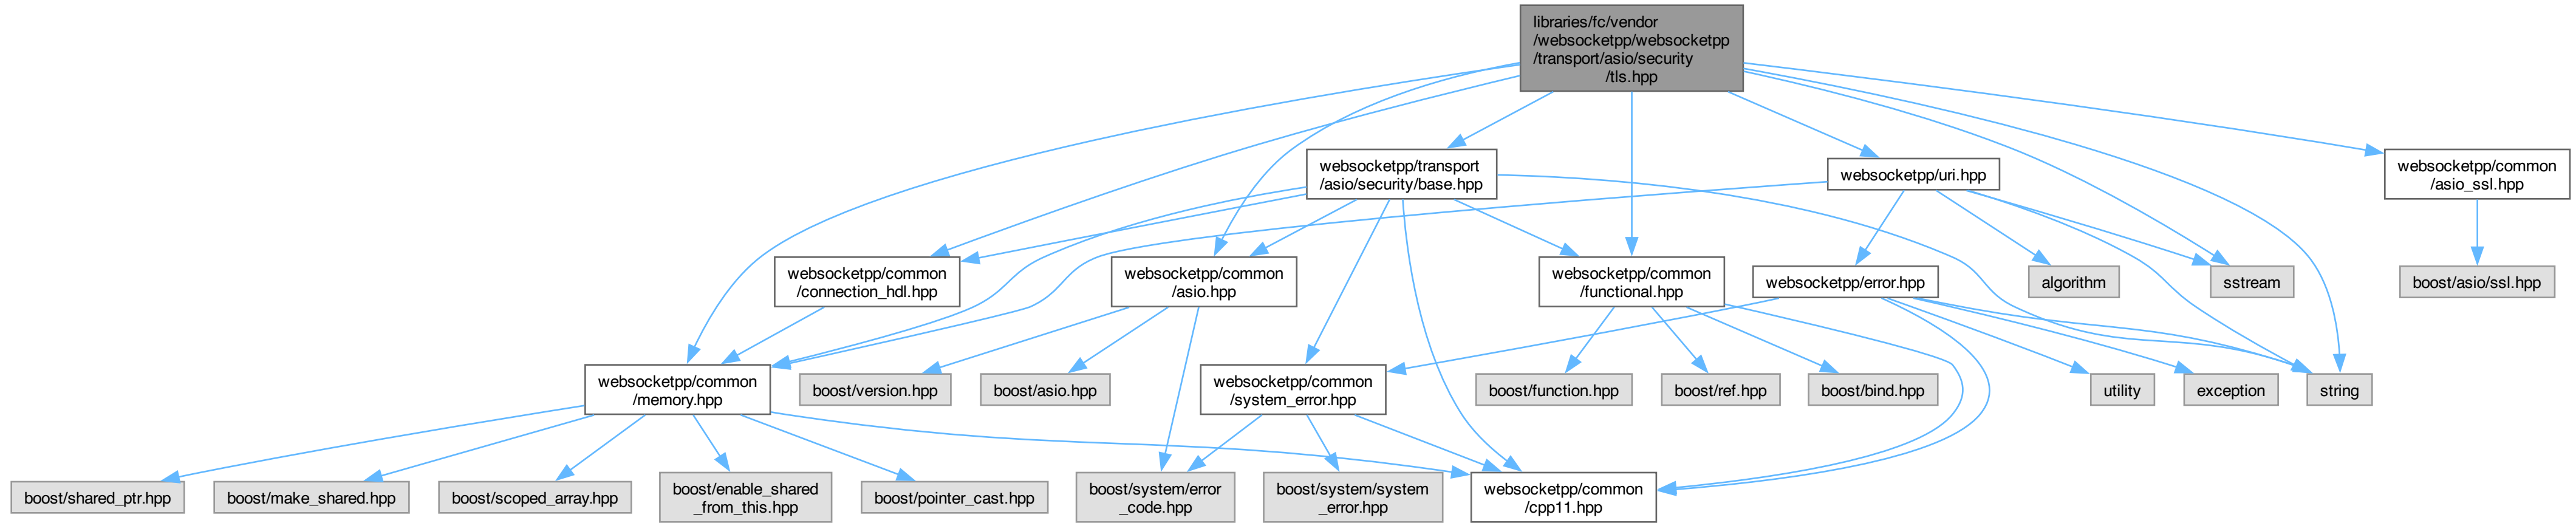 libraries/fc/vendor
/websocketpp/websocketpp
/transport/asio/security
/tls.hpp
websocketpp/transport
/asio/security/base.hpp
websocketpp/uri.hpp
websocketpp/common
/asio_ssl.hpp
websocketpp/common
/connection_hdl.hpp
websocketpp/common
/asio.hpp
websocketpp/common
/functional.hpp
websocketpp/error.hpp
algorithm
sstream
boost/asio/ssl.hpp
websocketpp/common
/memory.hpp
boost/version.hpp
boost/asio.hpp
websocketpp/common
/system_error.hpp
boost/function.hpp
boost/ref.hpp
boost/bind.hpp
utility
exception
string
boost/shared_ptr.hpp
boost/make_shared.hpp
boost/scoped_array.hpp
boost/enable_shared
_from_this.hpp
boost/pointer_cast.hpp
boost/system/error
_code.hpp
boost/system/system
_error.hpp
websocketpp/common
/cpp11.hpp